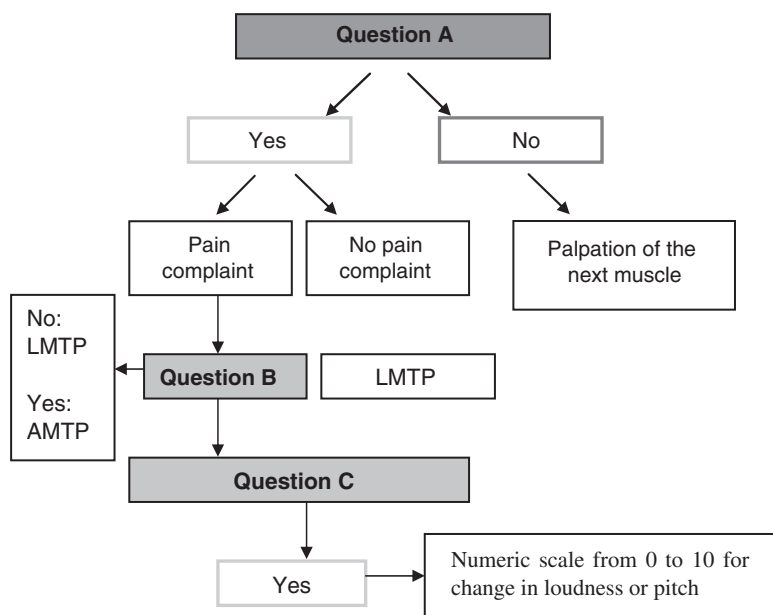 Question A
Yes
No
Pain
complaint
No pain
complaint
Palpation of the
next muscle
No:
LMTP
Yes:
AMTP
Question B
LMTP
Question C
Yes
Numeric scale from 0 to 10 for
change in loudness or pitch